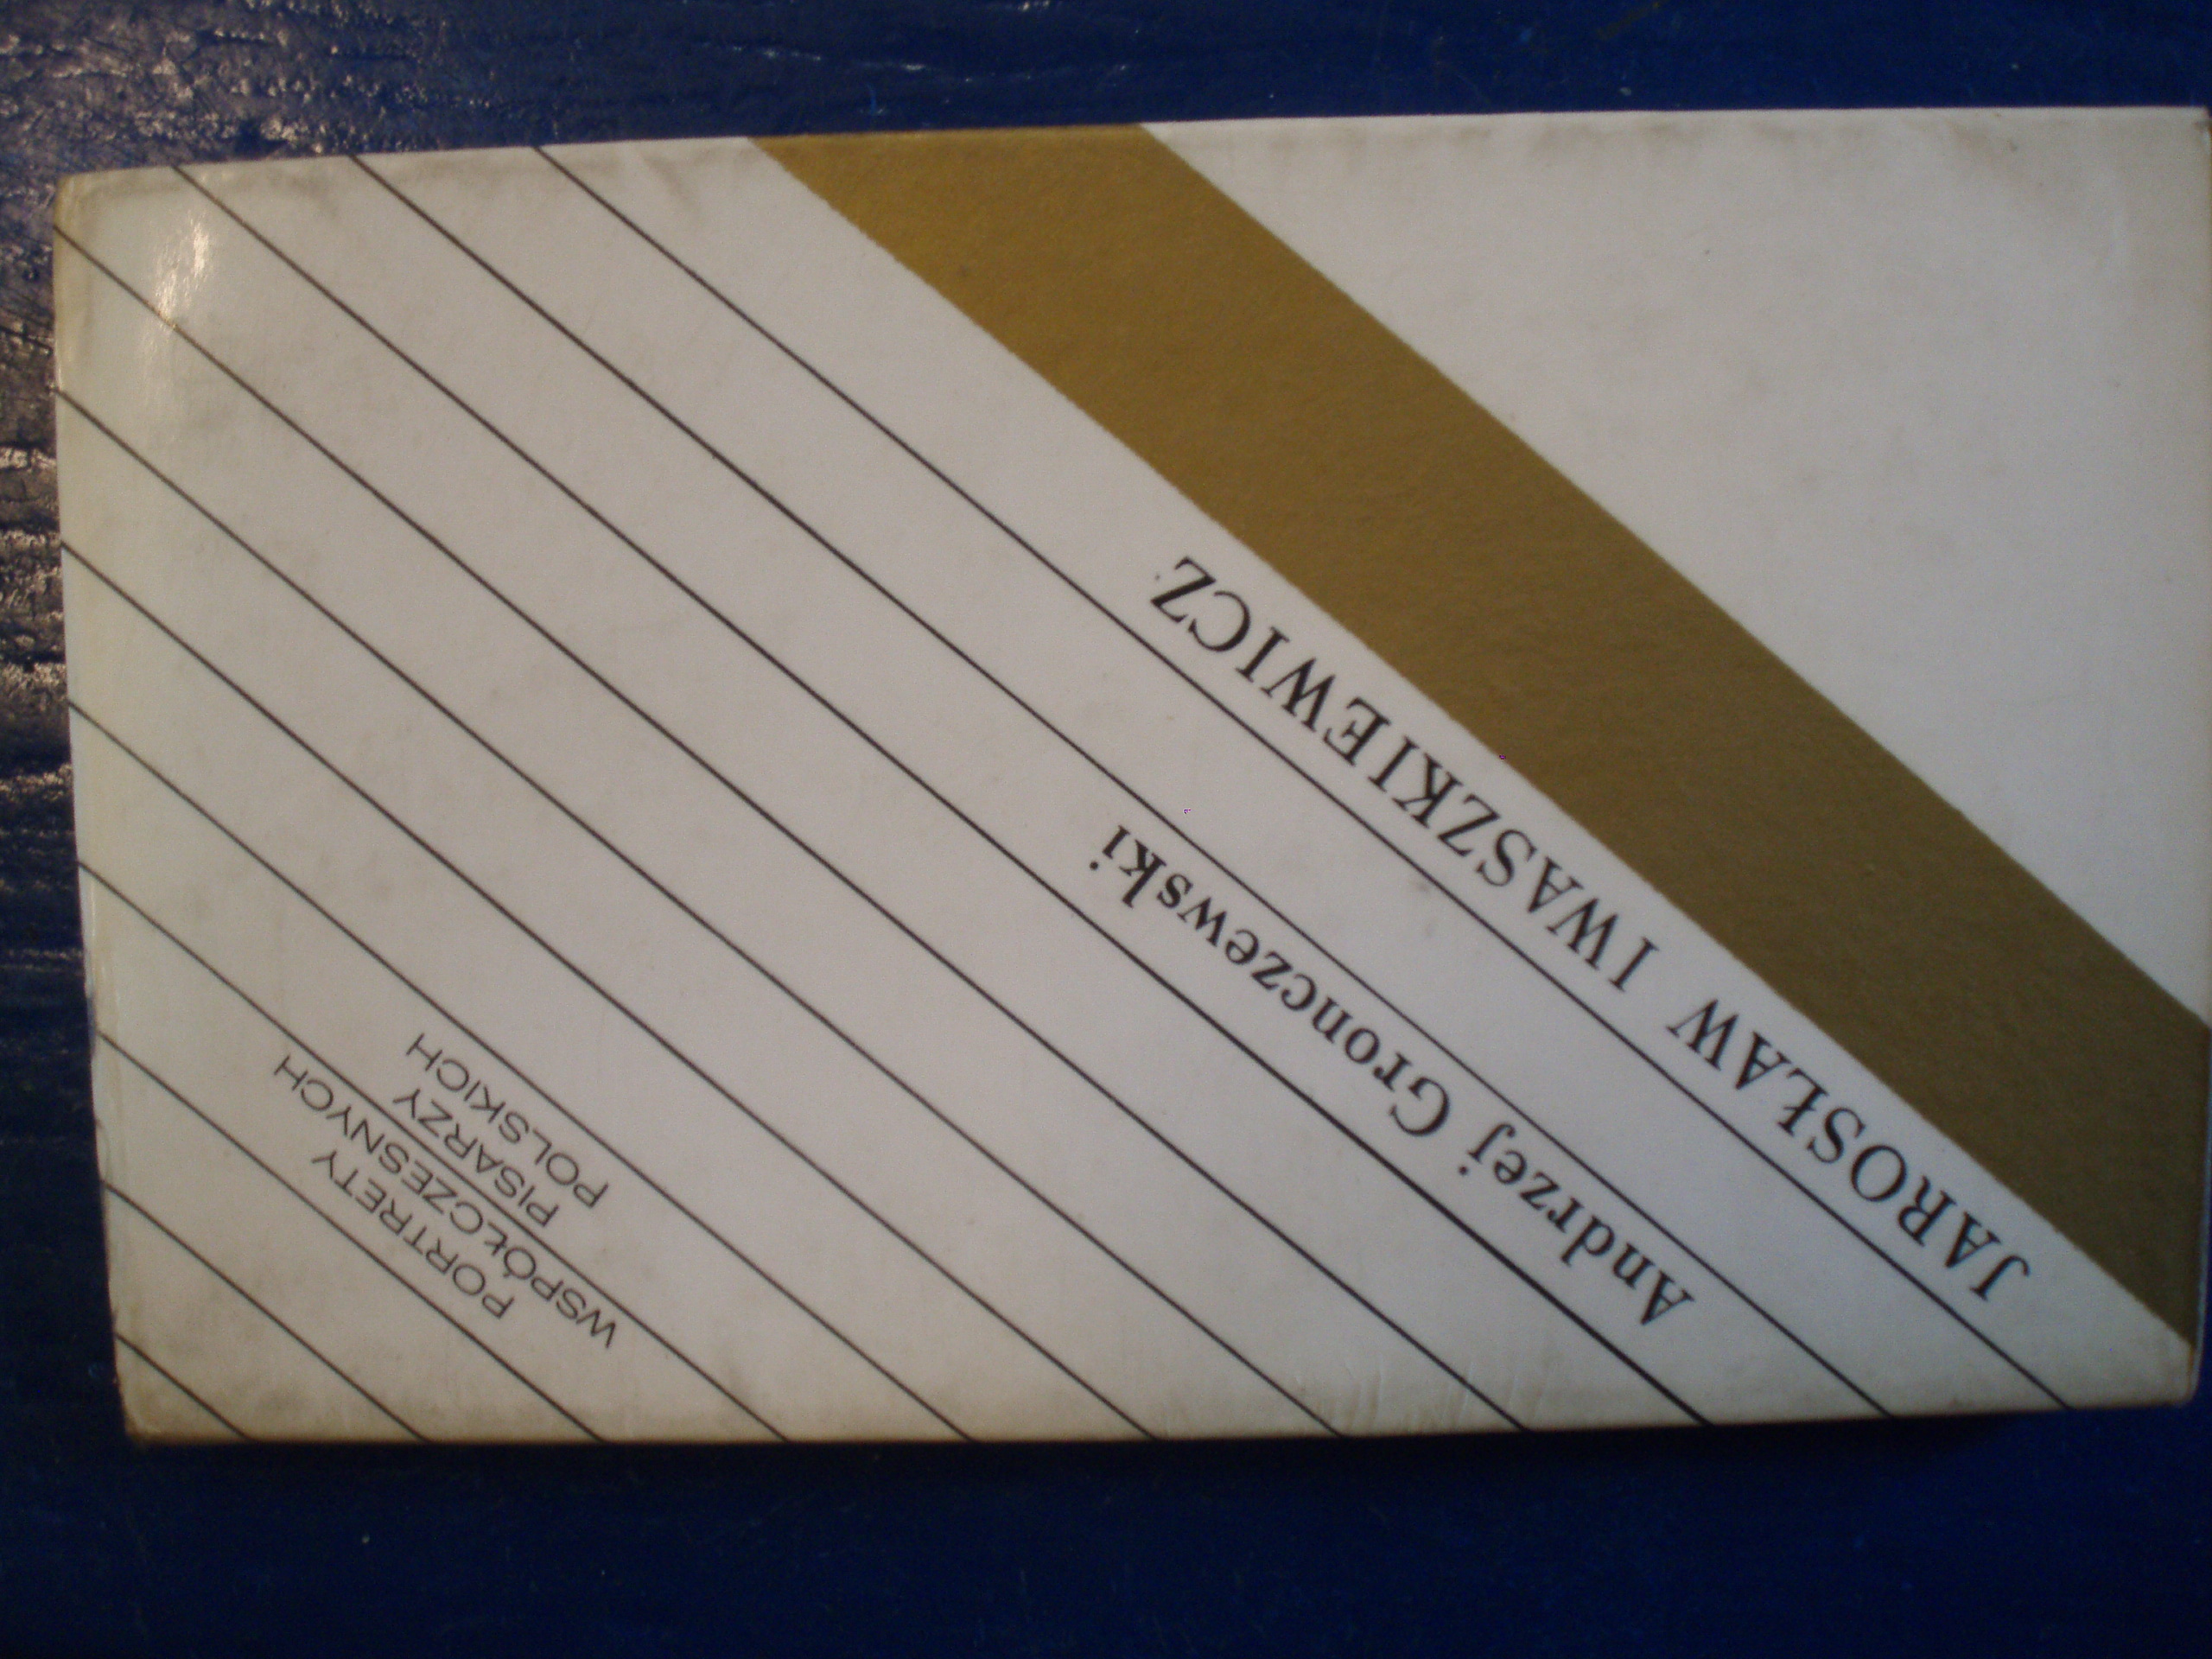 JAROSŁAW IWASZKIEWICZ
Andrzej Gronczewski
PORTRETY
WSPÓŁCZESNYCH
PISARZY
POLSKICH